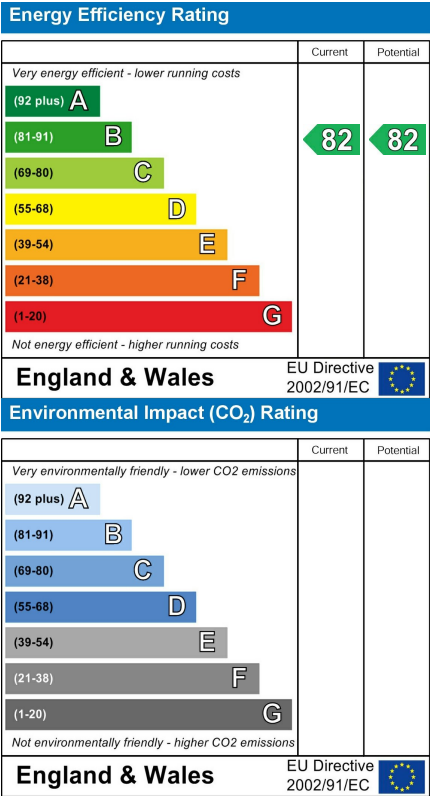 Energy Efficiency Rating
Current Potential
Very energy efficient - lower running costs
(92 plus) A
(81-91) B 82 82
(69-80) C
(55-68) D
(39-54) E
(21-38) F
(1-20) G
Not energy efficient - higher running costs
England & Wales
EU Directive
2002/91/EC
Environmental Impact (CO₂) Rating
Current Potential
Very environmentally friendly - lower CO2 emissions
(92 plus) A
(81-91) B
(69-80) C
(55-68) D
(39-54) E
(21-38) F
(1-20) G
Not environmentally friendly - higher CO2 emissions
England & Wales
EU Directive
2002/91/EC